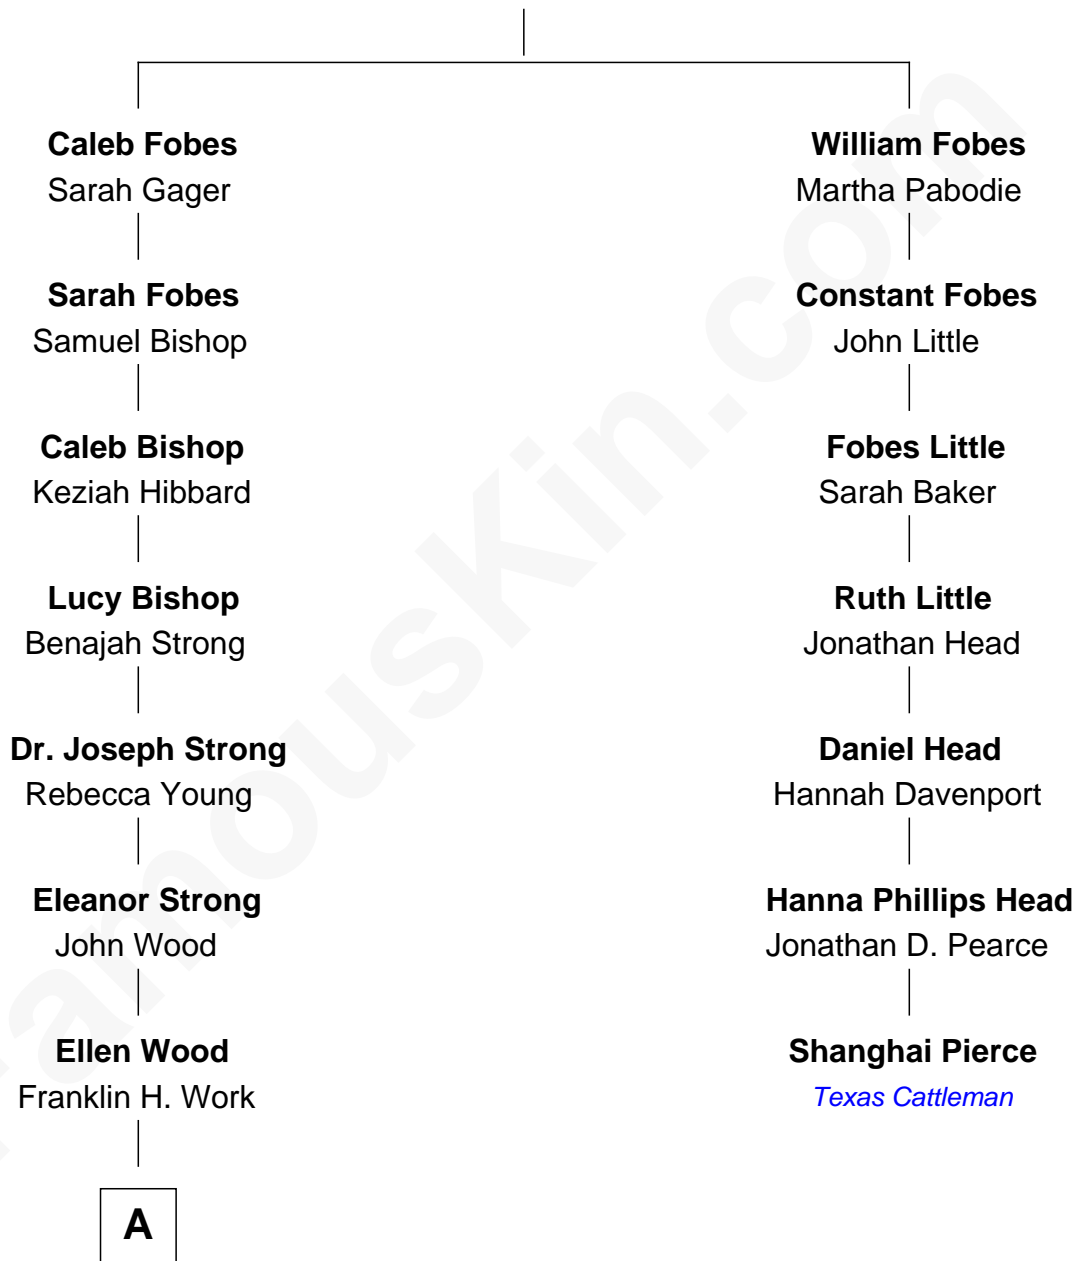 Caleb Fobes
Sarah Gager
Sarah Fobes
Samuel Bishop
Caleb Bishop
Keziah Hibbard
Lucy Bishop
Benajah Strong
Dr. Joseph Strong
Rebecca Young
Eleanor Strong
John Wood
Ellen Wood
Franklin H. Work
A
William Fobes
Martha Pabodie
Constant Fobes
John Little
Fobes Little
Sarah Baker
Ruth Little
Jonathan Head
Daniel Head
Hannah Davenport
Hanna Phillips Head
Jonathan D. Pearce
Shanghai Pierce
Texas Cattleman
FamousKin.com